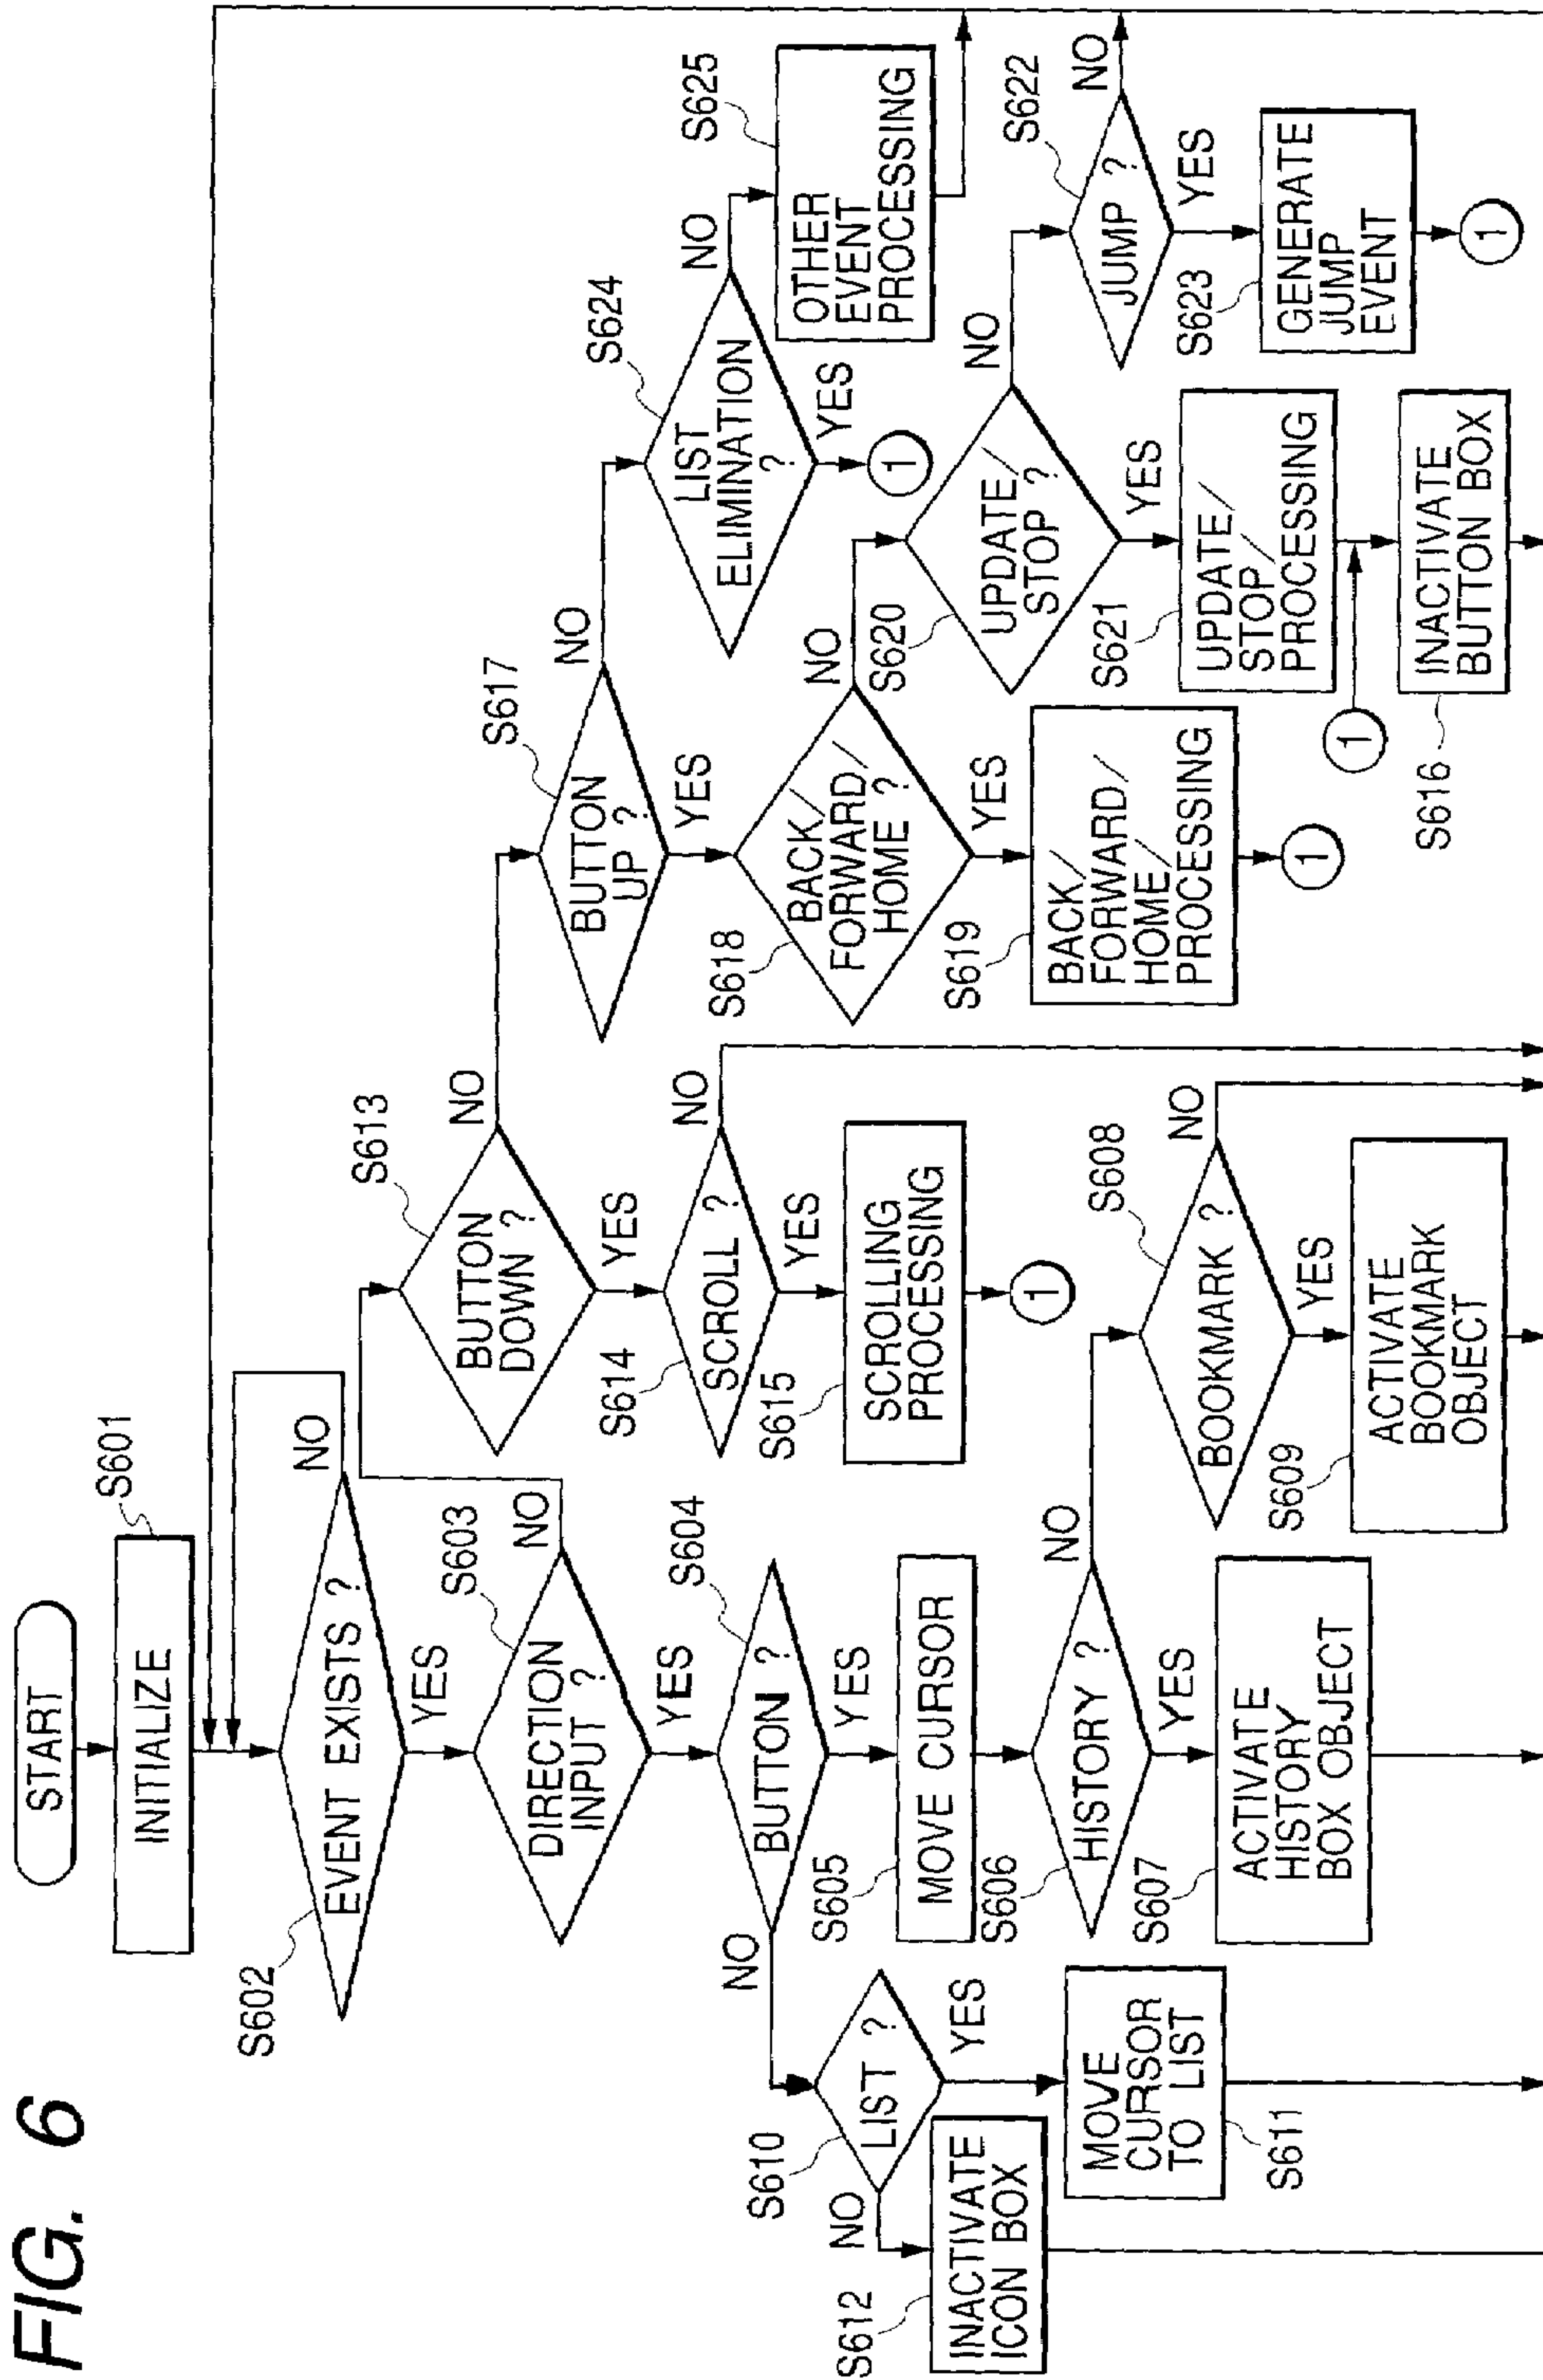 FIG. 6
START
INITIALIZE
S601
EVENT EXISTS ?
S602
NO
YES
DIRECTION
INPUT ?
S603
NO
YES
BUTTON ?
S604
NO
YES
MOVE CURSOR
S605
HISTORY ?
S606
NO
YES
ACTIVATE
HISTORY
BOX OBJECT
S607
BOOKMARK ?
S608
NO
YES
ACTIVATE
BOOKMARK
OBJECT
S609
LIST ?
S610
NO
YES
MOVE
CURSOR
TO LIST
S611
INACTIVATE
ICON BOX
S612
BUTTON
DOWN ?
S613
NO
YES
SCROLL ?
S614
NO
YES
SCROLLING
PROCESSING
S615
1
BUTTON
UP ?
S617
NO
YES
BACK/
FORWARD/
HOME ?
S618
NO
YES
BACK/
FORWARD/
HOME
PROCESSING
S619
1
UPDATE/
STOP ?
S620
NO
YES
UPDATE/
STOP
PROCESSING
S621
1
INACTIVATE
BUTTON BOX
S616
JUMP ?
S622
NO
YES
GENERATE
JUMP
EVENT
S623
1
LIST
ELIMINATION
?
S624
NO
YES
1
OTHER
EVENT
PROCESSING
S625